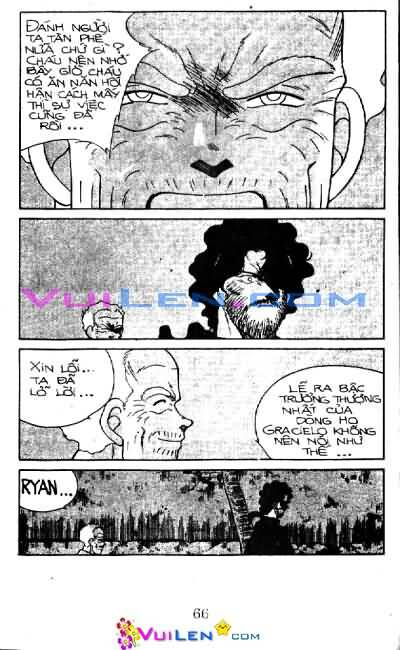 ĐÁNH NGƯỜI
TA TÀN PHẾ
NỮA CHỨ GÌ?
CHÁU NÊN NHỚ
BÂY GIỜ CHÁU
CÓ ĂN NĂN HỐI
HẬN CÁCH MẤY
THÌ SỰ VIỆC
CŨNG ĐÃ
RỒI...
VUILEN.COM
XIN LỖI...
TA ĐÃ
LỠ LỜI...
LẼ RA BẬC
TRƯỞNG THƯỢNG
NHẤT CỦA
DÒNG HỌ
GRACIELO KHÔNG
NÊN NÓI NHƯ
THẾ...
RYAN...
66
VUILEN.COM